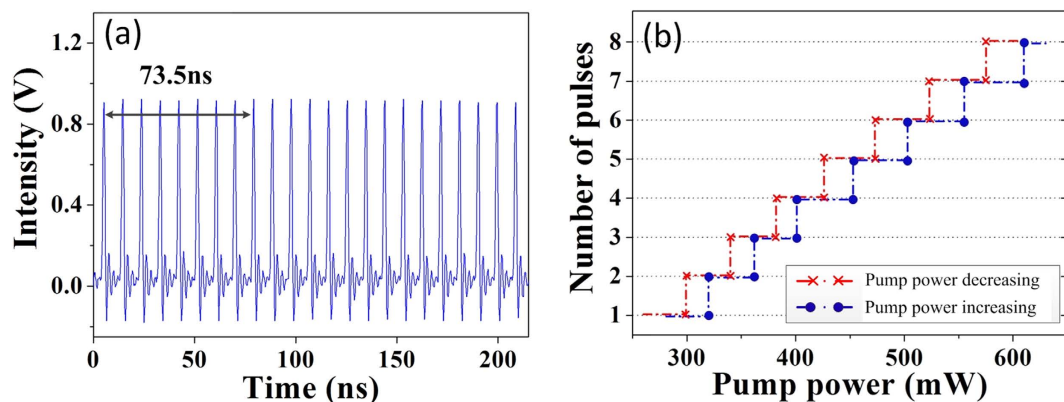 (a)
73.5ns
Intensity (V)
1.2
0.8
0.4
0.0
0 50 100 150 200
Time (ns)
(b)
Number of pulses
8
7
6
5
4
3
2
1
Pump power decreasing
Pump power increasing
300 400 500 600
Pump power (mW)